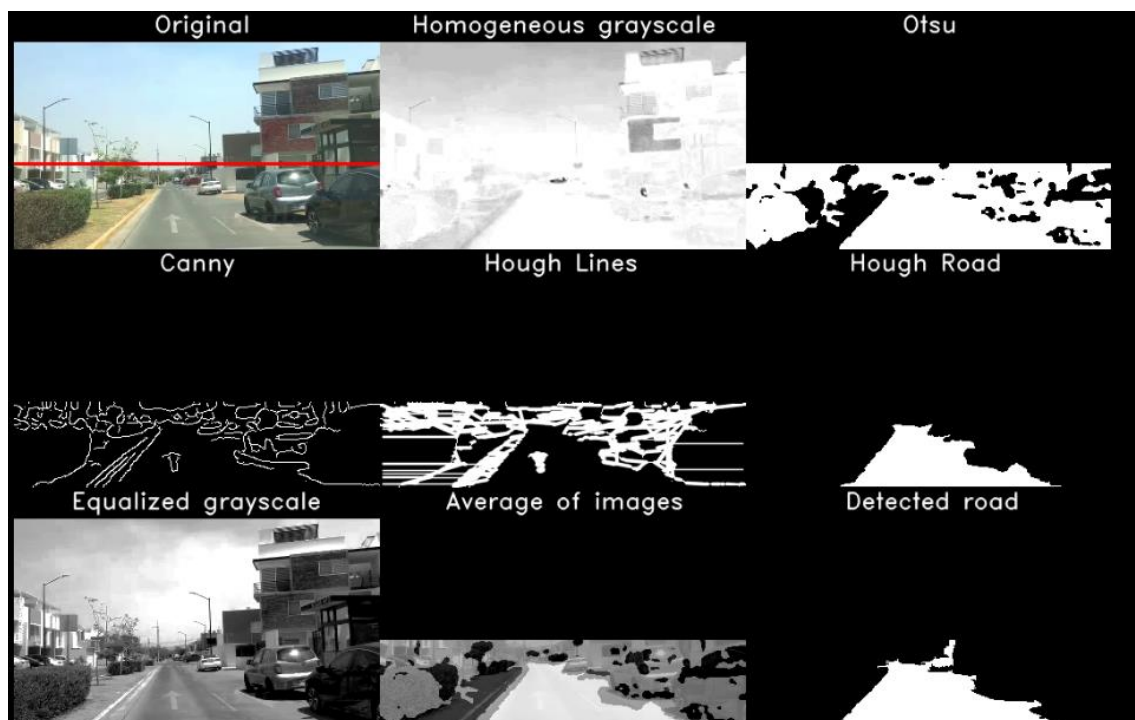 Original
Homogeneous grayscale
Otsu
Canny
Hough Lines
Hough Road
Equalized grayscale
Average of images
Detected road